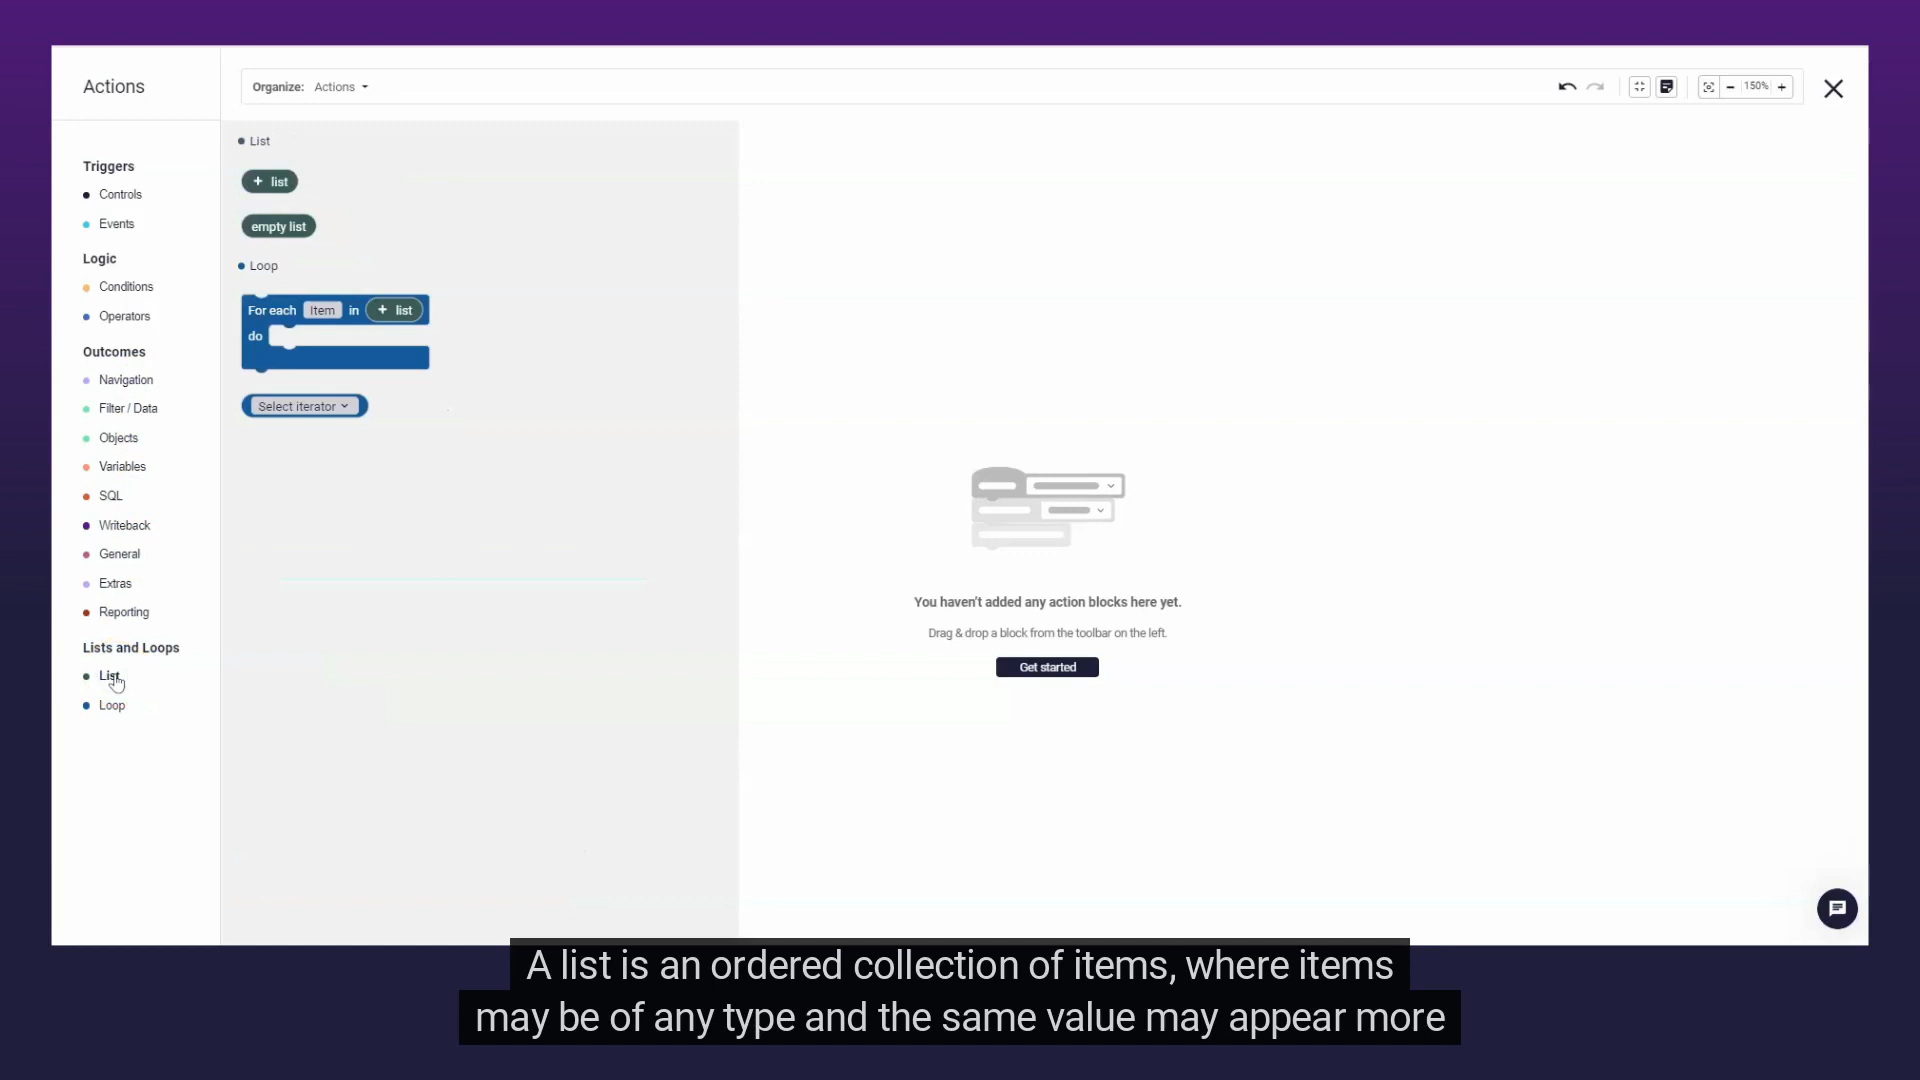 Actions
Organize: Actions
150%
Triggers
Controls
Events
Logic
Conditions
Operators
Outcomes
Navigation
Filter / Data
Objects
Variables
SQL
Writeback
General
Extras
Reporting
Lists and Loops
List
Loop
List
+ list
empty list
Loop
For each Item in + list
do
Select iterator
You haven't added any action blocks here yet.
Drag & drop a block from the toolbar on the left.
Get started
A list is an ordered collection of items, where items
may be of any type and the same value may appear more